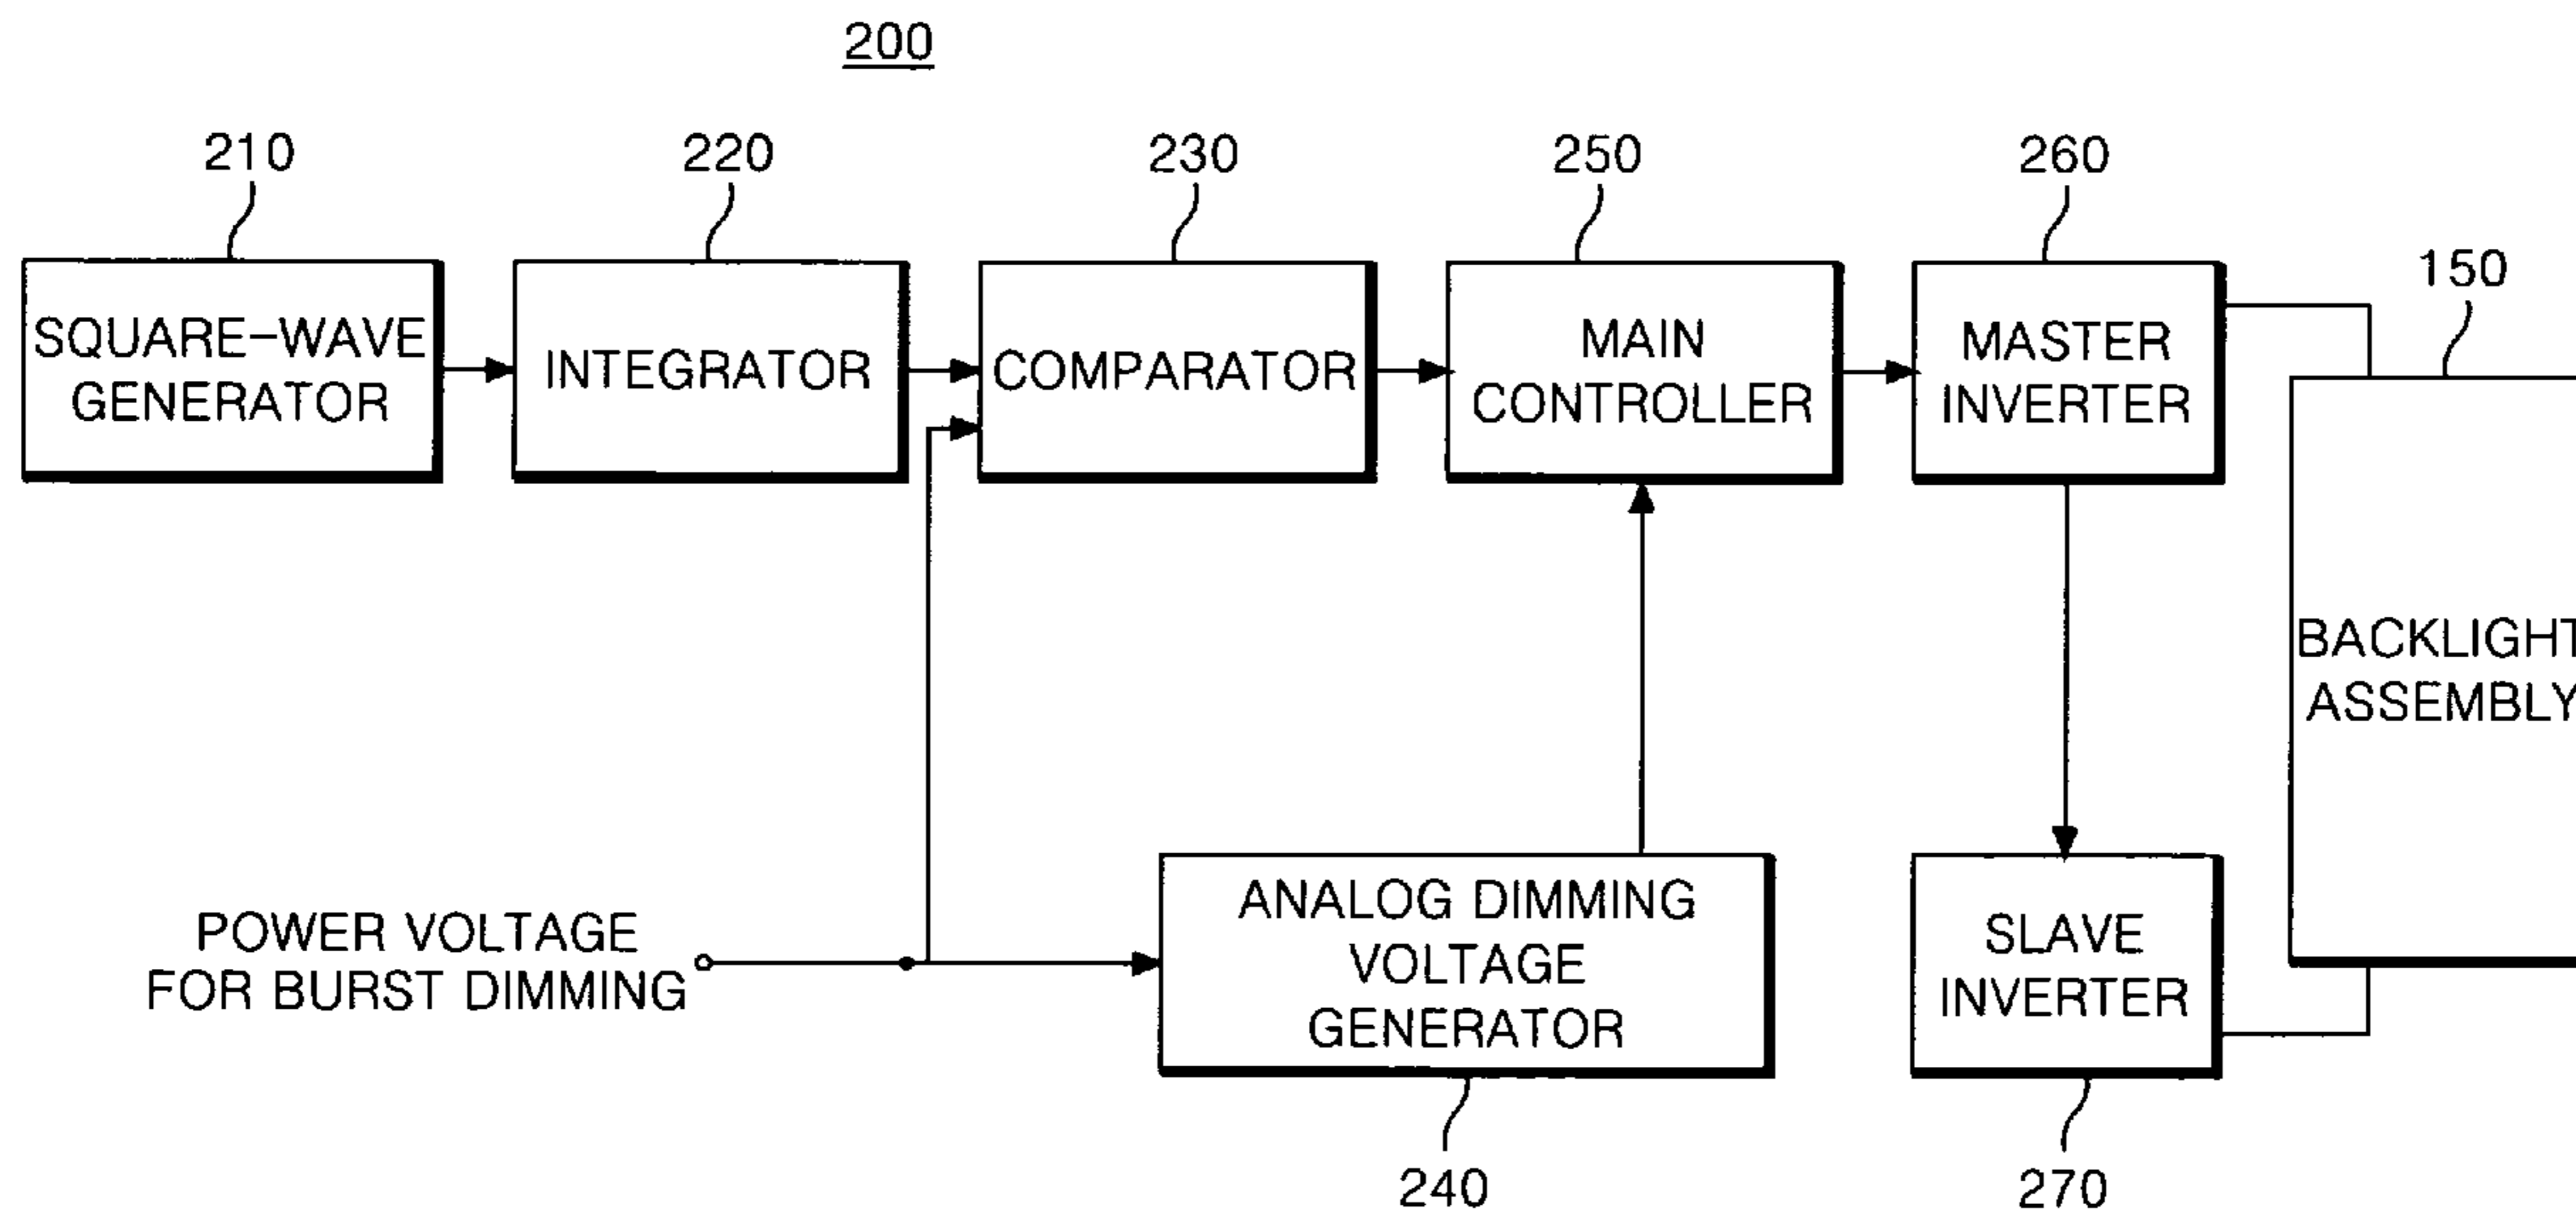 200
210
220
230
250
260
150
SQUARE-WAVE
GENERATOR
INTEGRATOR
COMPARATOR
MAIN
CONTROLLER
MASTER
INVERTER
BACKLIGHT
ASSEMBLY
POWER VOLTAGE
FOR BURST DIMMING
ANALOG DIMMING
VOLTAGE
GENERATOR
SLAVE
INVERTER
240
270